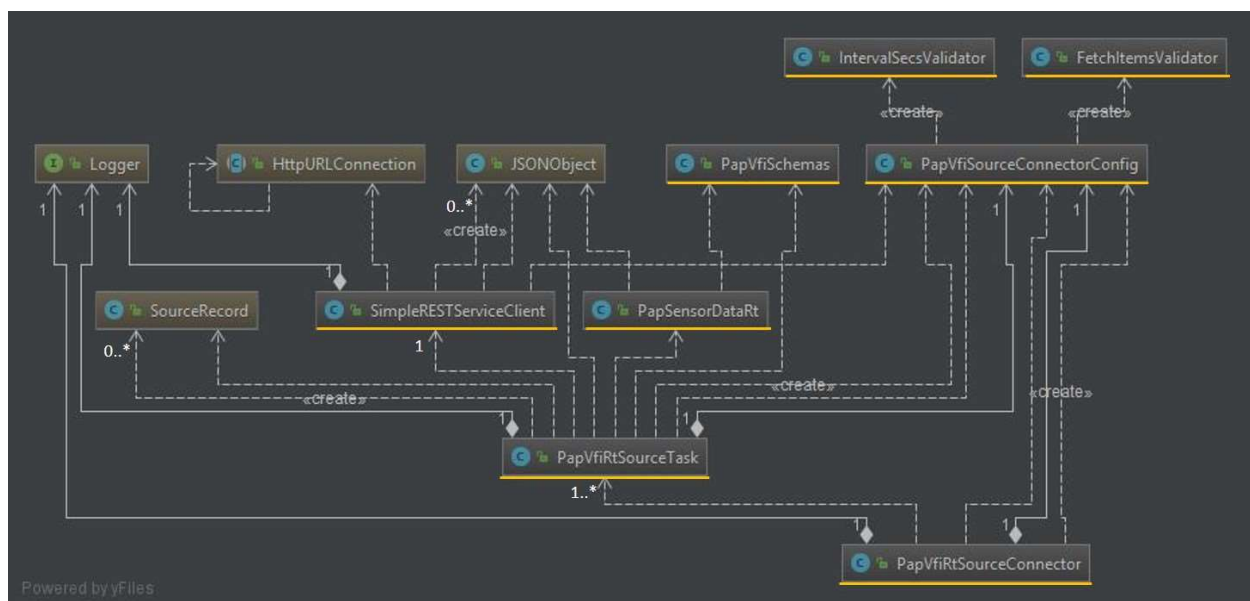 IntervalSecsValidator
FetchItemsValidator
«create»
«create»
Logger
HttpURLConnection
JSONObject
PapVfiSchemas
PapVfiSourceConnectorConfig
1
1
1
0..*
1
1
«create»
1
SourceRecord
SimpleRESTServiceClient
PapSensorDataRt
0..*
1
«create»
«create»
«create»
1
1
PapVfiRtSourceTask
1..*
1
1
PapVfiRtSourceConnector
Powered by yFiles